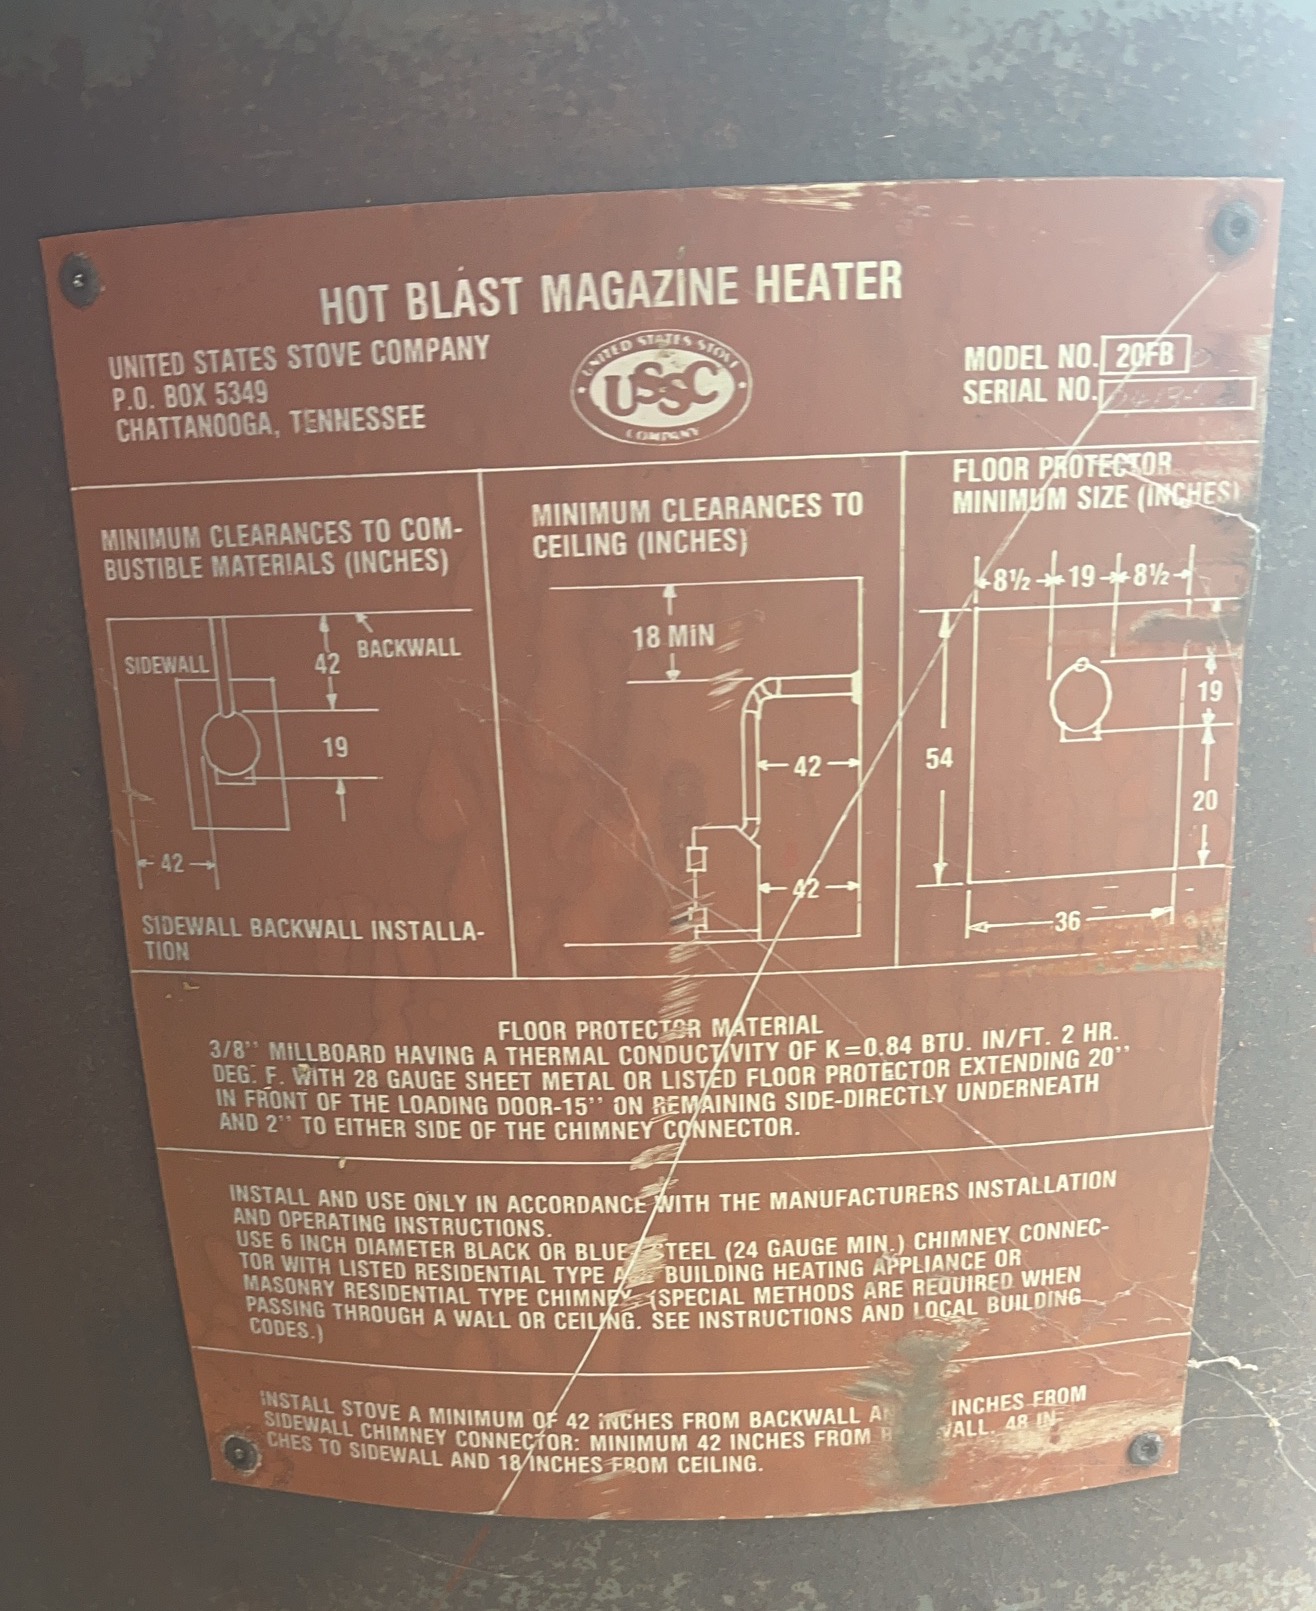 HOT BLAST MAGAZINE HEATER
UNITED STATES STOVE COMPANY
P.O. BOX 5349
CHATTANOOGA, TENNESSEE
UNITED STATES STOVE
USSC
COMPANY
MODEL NO. 20FB
SERIAL NO.
MINIMUM CLEARANCES TO COM-
BUSTIBLE MATERIALS (INCHES)
SIDEWALL
42
BACKWALL
19
42
SIDEWALL BACKWALL INSTALLA-
TION
MINIMUM CLEARANCES TO
CEILING (INCHES)
18 MIN
42
42
FLOOR PROTECTOR
MINIMUM SIZE (INCHES)
8½ 19 8½
19
54
20
36
FLOOR PROTECTOR MATERIAL
3/8'' MILLBOARD HAVING A THERMAL CONDUCTIVITY OF K=0.84 BTU. IN/FT. 2 HR.
DEG. F. WITH 28 GAUGE SHEET METAL OR LISTED FLOOR PROTECTOR EXTENDING 20''
IN FRONT OF THE LOADING DOOR-15'' ON REMAINING SIDE-DIRECTLY UNDERNEATH
AND 2'' TO EITHER SIDE OF THE CHIMNEY CONNECTOR.
INSTALL AND USE ONLY IN ACCORDANCE WITH THE MANUFACTURERS INSTALLATION
AND OPERATING INSTRUCTIONS.
USE 6 INCH DIAMETER BLACK OR BLUE STEEL (24 GAUGE MIN.) CHIMNEY CONNEC-
TOR WITH LISTED RESIDENTIAL TYPE BUILDING HEATING APPLIANCE OR
MASONRY RESIDENTIAL TYPE CHIMNEY. (SPECIAL METHODS ARE REQUIRED WHEN
PASSING THROUGH A WALL OR CEILING. SEE INSTRUCTIONS AND LOCAL BUILDING
CODES.)
INSTALL STOVE A MINIMUM OF 42 INCHES FROM BACKWALL INCHES FROM
SIDEWALL CHIMNEY CONNECTOR: MINIMUM 42 INCHES FROM 48 IN-
CHES TO SIDEWALL AND 18 INCHES FROM CEILING.